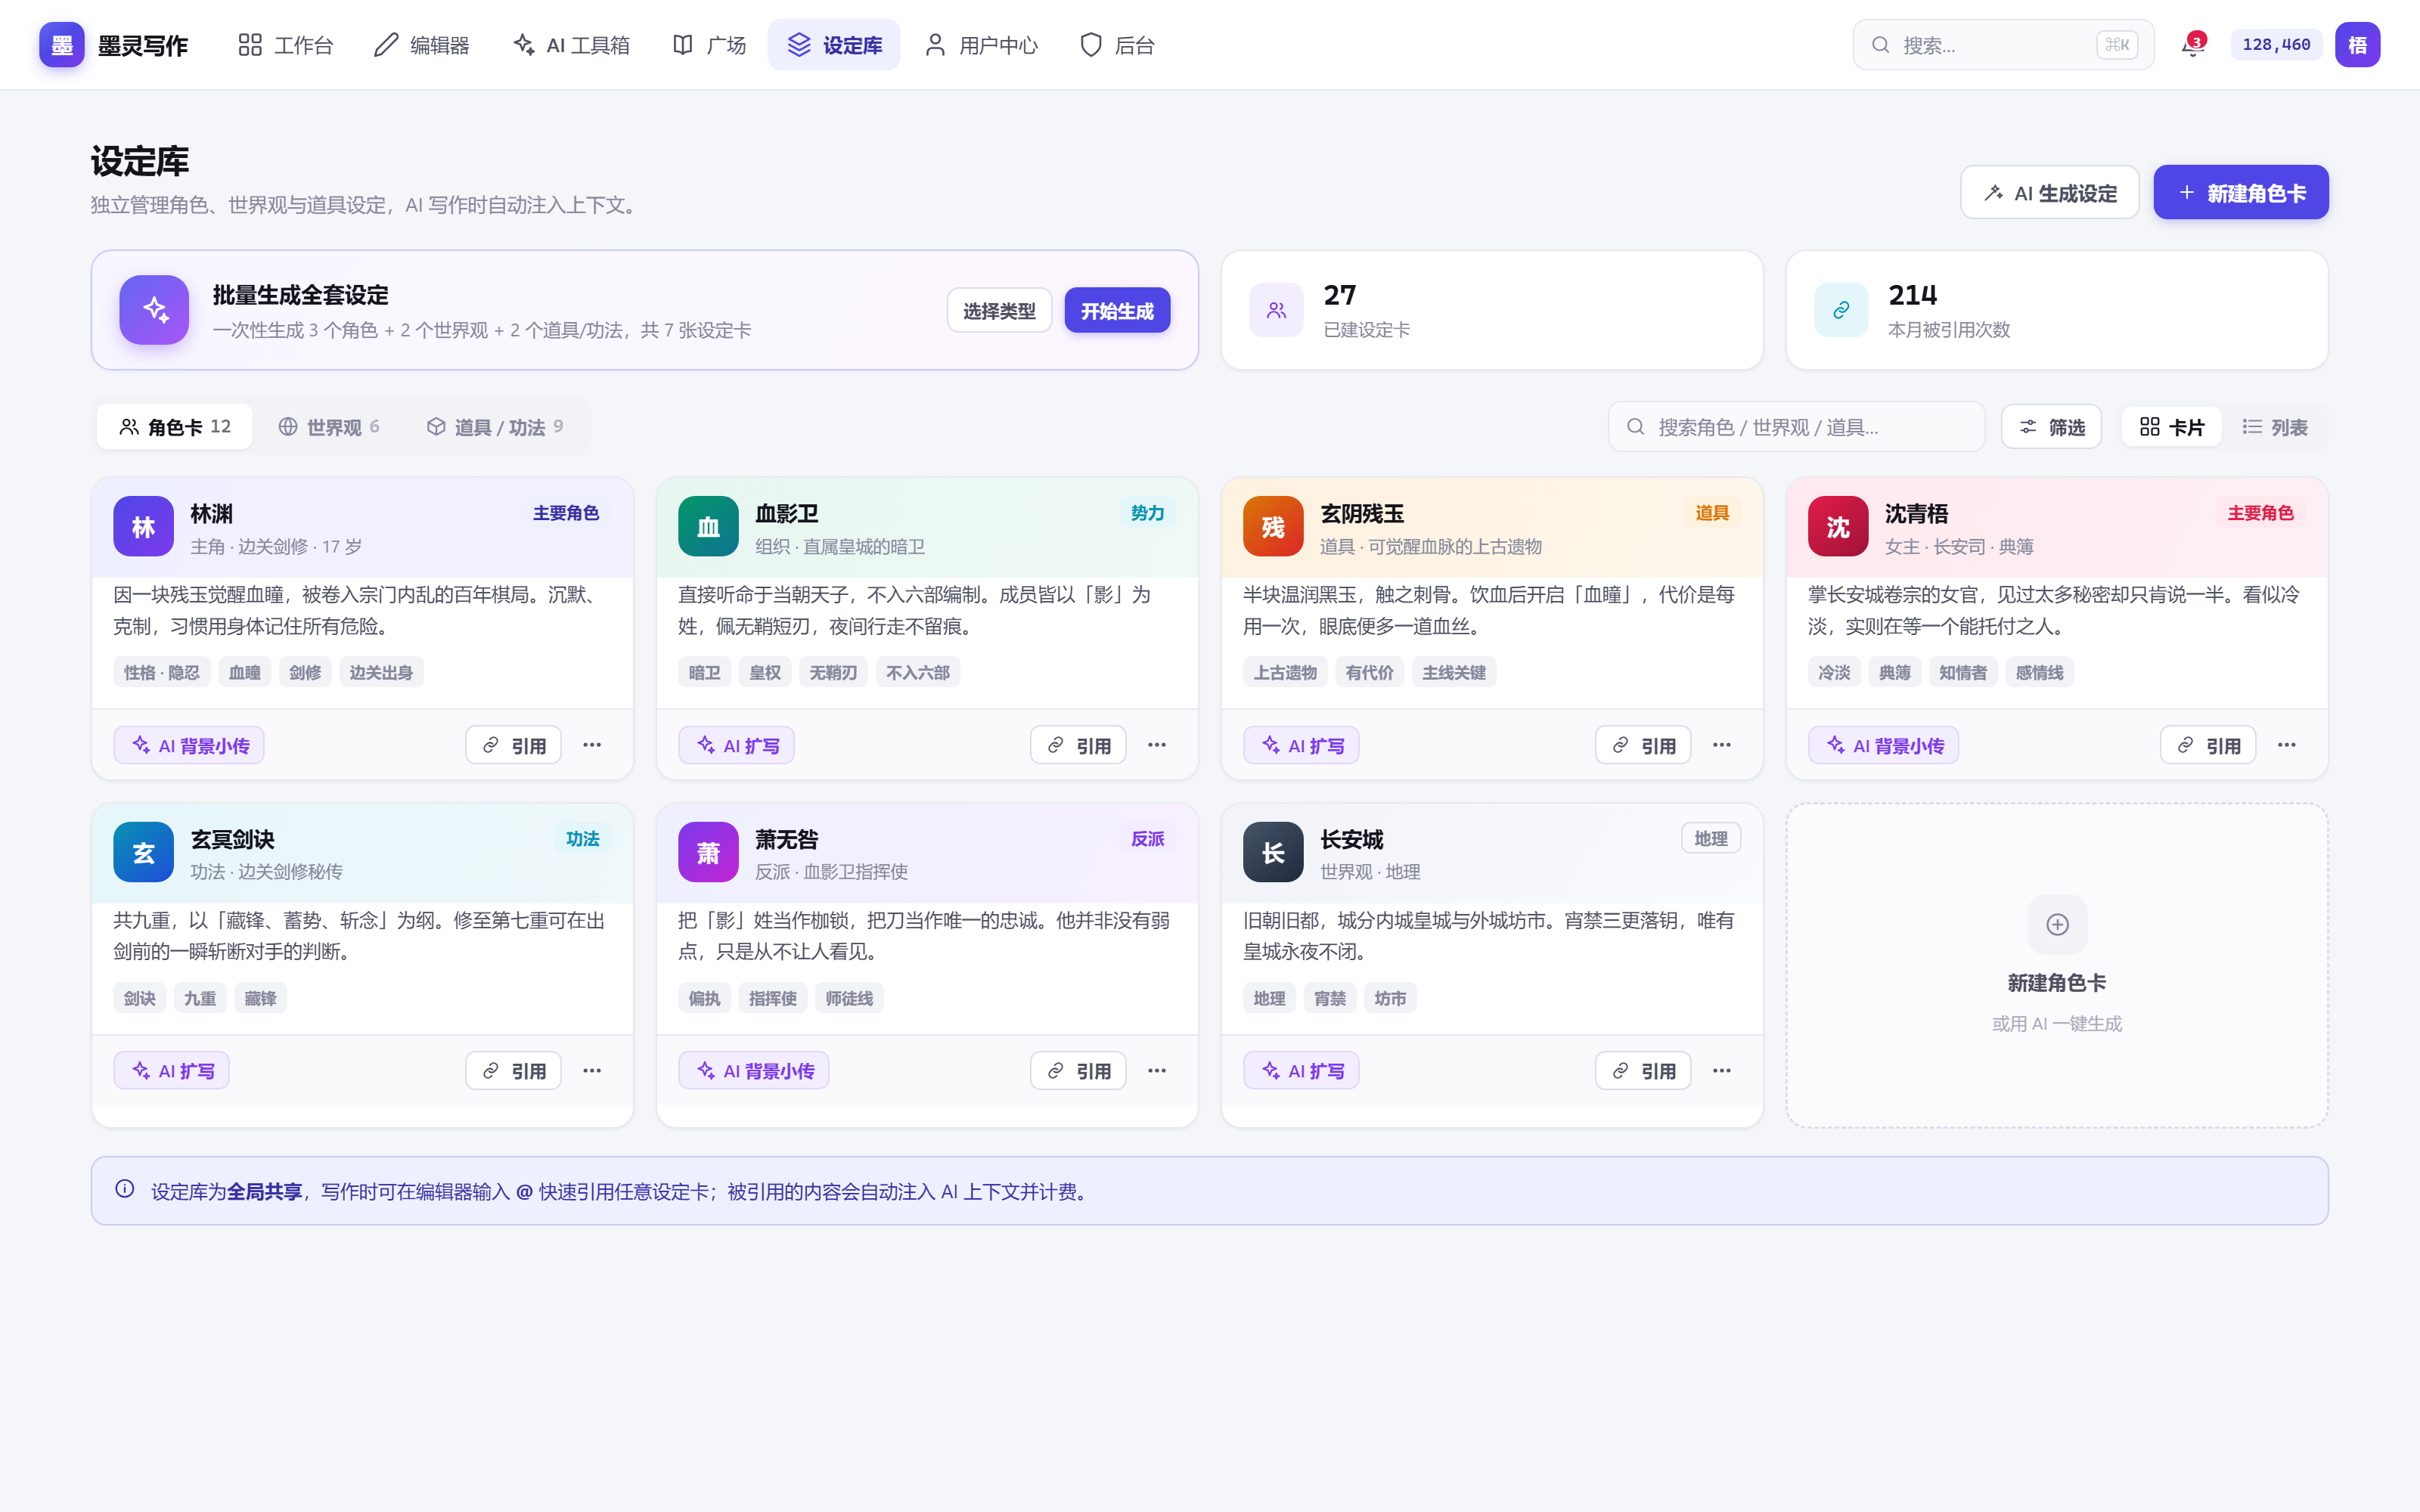 墨 墨灵写作 工作台 编辑器 AI 工具箱 广场 设定库 用户中心 后台 搜索... ⌘K 3 128,460 悟
设定库
独立管理角色、世界观与道具设定，AI 写作时自动注入上下文。
AI 生成设定 + 新建角色卡
批量生成全套设定
一次性生成 3 个角色 + 2 个世界观 + 2 个道具/功法，共 7 张设定卡
选择类型 开始生成
27
已建设定卡
214
本月被引用次数
角色卡 12 世界观 6 道具 / 功法 9 搜索角色 / 世界观 / 道具... 筛选 卡片 列表
林 林渊 主要角色
主角 · 边关剑修 · 17 岁
因一块残玉觉醒血瞳，被卷入宗门内乱的百年棋局。沉默、
克制，习惯用身体记住所有危险。
性格 · 隐忍 血瞳 剑修 边关出身
AI 背景小传 引用 ···
血 血影卫 势力
组织 · 直属皇城的暗卫
直接听命于当朝天子，不入六部编制。成员皆以「影」为
姓，佩无鞘短刃，夜间行走不留痕。
暗卫 皇权 无鞘刃 不入六部
AI 扩写 引用 ···
残 玄阴残玉 道具
道具 · 可觉醒血脉的上古遗物
半块温润黑玉，触之刺骨。饮血后开启「血瞳」，代价是每
用一次，眼底便多一道血丝。
上古遗物 有代价 主线关键
AI 扩写 引用 ···
沈 沈青梧 主要角色
女主 · 长安司 · 典簿
掌长安城卷宗的女官，见过太多秘密却只肯说一半。看似冷
淡，实则在等一个能托付之人。
冷淡 典簿 知情者 感情线
AI 背景小传 引用 ···
玄 玄冥剑诀 功法
功法 · 边关剑修秘传
共九重，以「藏锋、蓄势、斩念」为纲。修至第七重可在出
剑前的一瞬斩断对手的判断。
剑诀 九重 藏锋
AI 扩写 引用 ···
萧 萧无咎 反派
反派 · 血影卫指挥使
把「影」姓当作枷锁，把刀当作唯一的忠诚。他并非没有弱
点，只是从不让人看见。
偏执 指挥使 师徒线
AI 背景小传 引用 ···
长 长安城 地理
世界观 · 地理
旧朝旧都，城分内城皇城与外城坊市。宵禁三更落钥，唯有
皇城永夜不闭。
地理 宵禁 坊市
AI 扩写 引用 ···
新建角色卡
或用 AI 一键生成
设定库为全局共享，写作时可在编辑器输入 @ 快速引用任意设定卡；被引用的内容会自动注入 AI 上下文并计费。